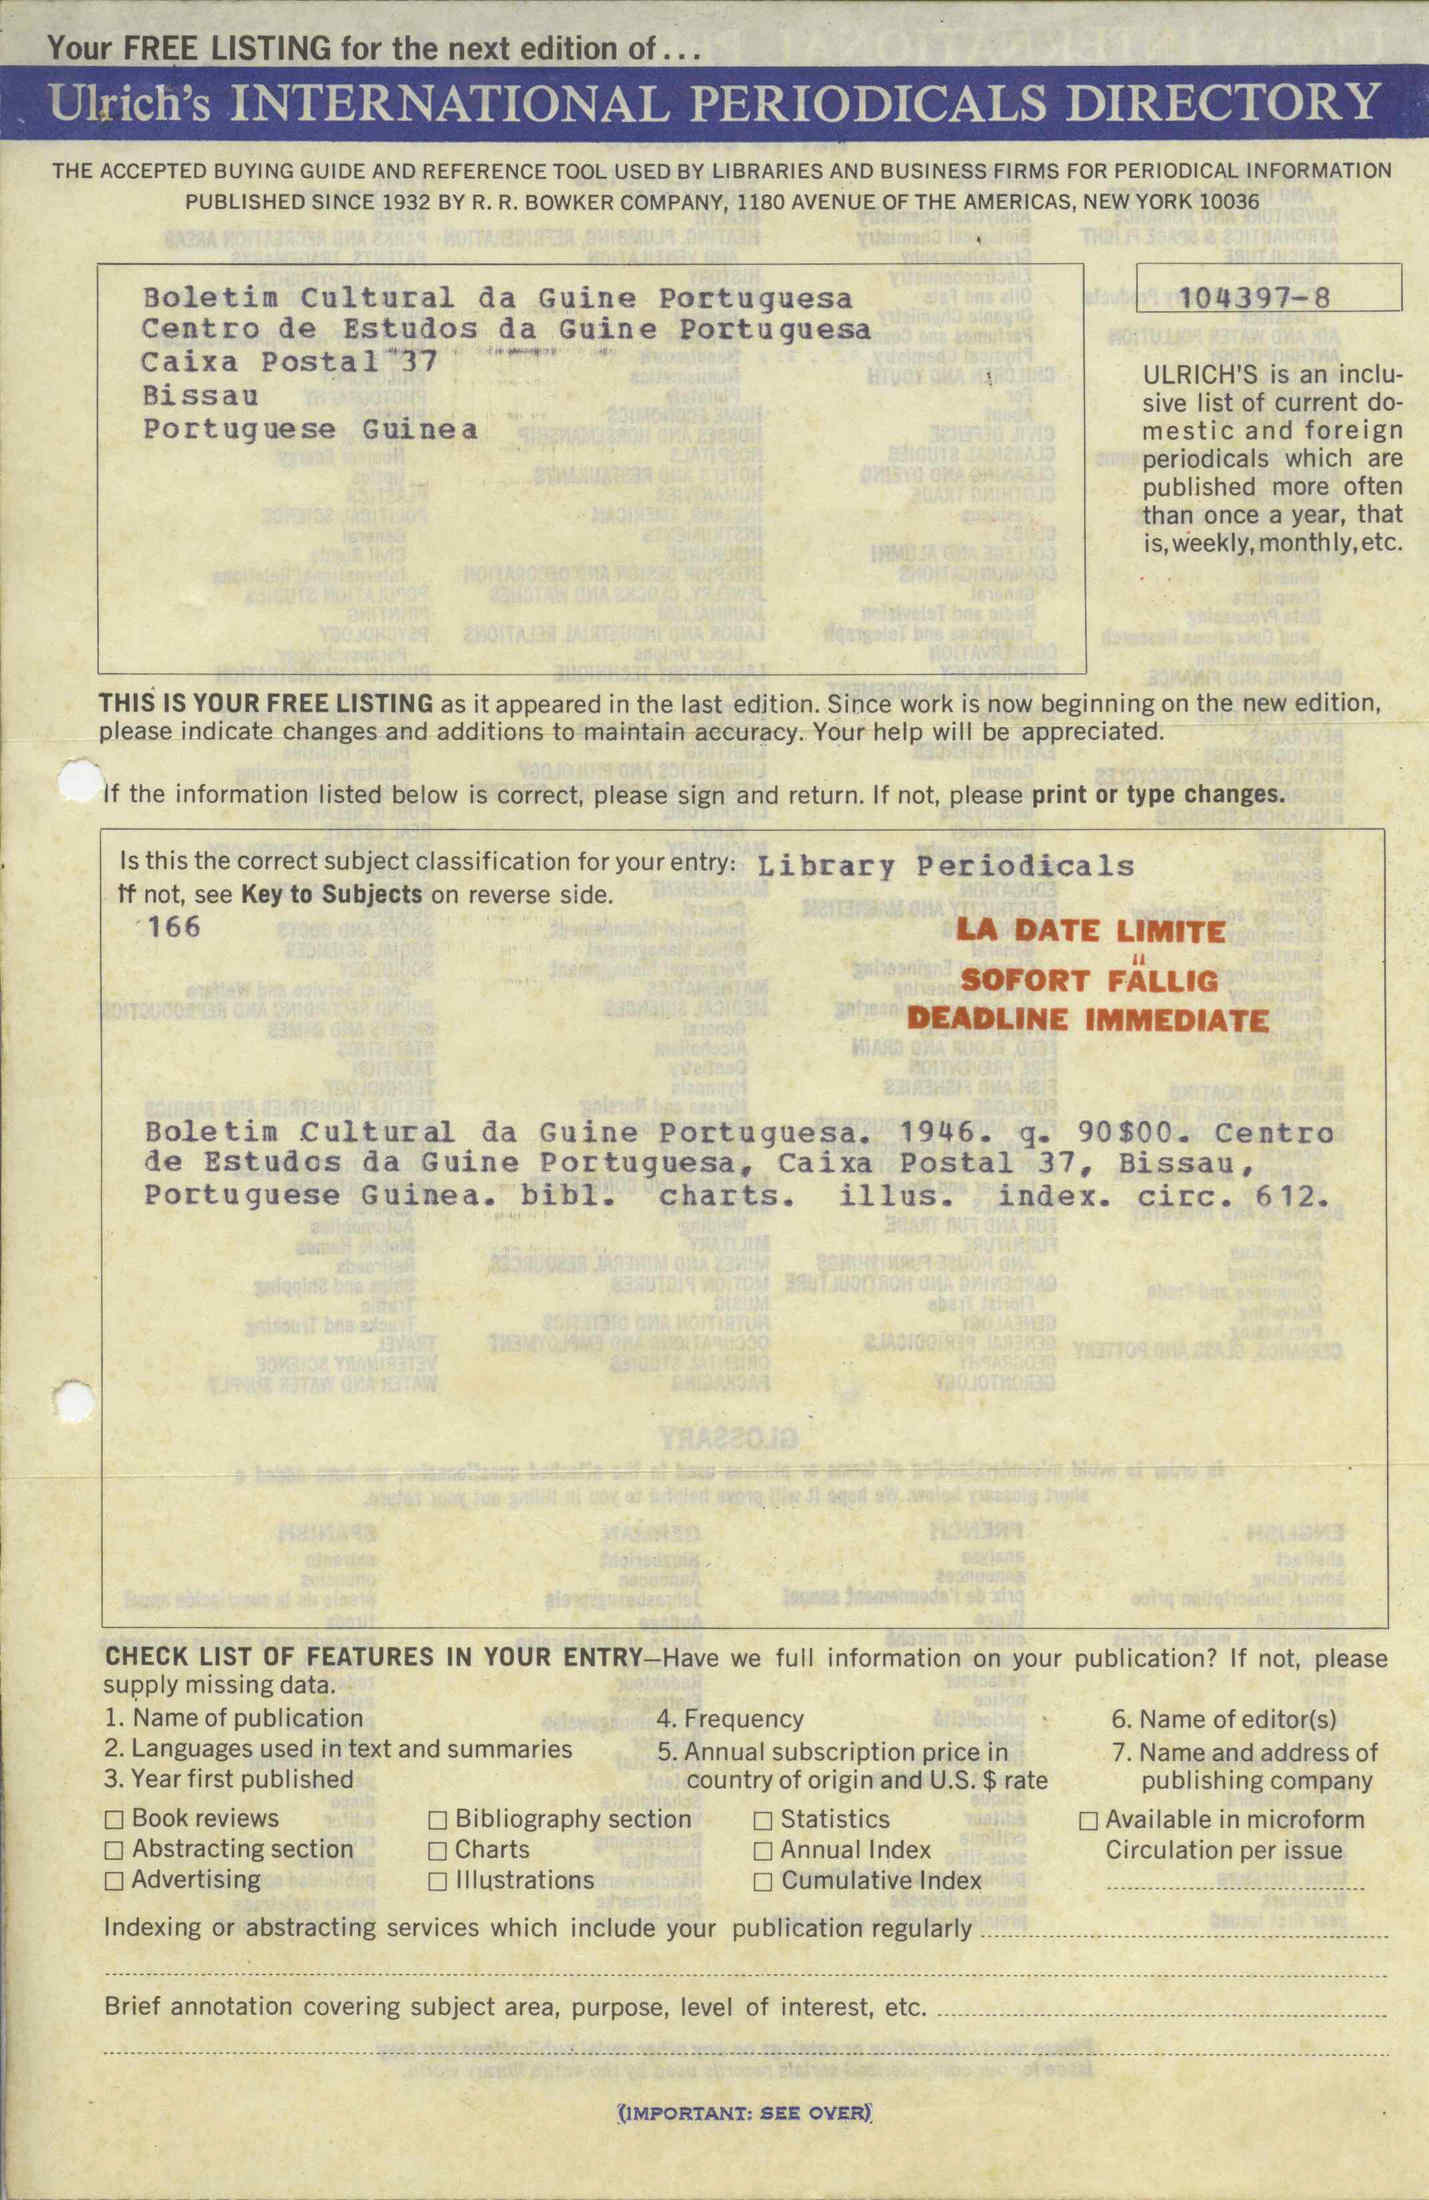 Your FREE LISTING for the next edition of...
Ulrich's INTERNATIONAL PERIODICALS DIRECTORY
THE ACCEPTED BUYING GUIDE AND REFERENCE TOOL USED BY LIBRARIES AND BUSINESS FIRMS FOR PERIODICAL INFORMATION
PUBLISHED SINCE 1932 BY R. R. BOWKER COMPANY, 1180 AVENUE OF THE AMERICAS, NEW YORK 10036
Boletim Cultural da Guine Portuguesa
Centro de Estudos da Guine Portuguesa
Caixa Postal 37
Bissau
Portuguese Guinea
104397-8
ULRICH'S is an inclu-
sive list of current do-
mestic and foreign
periodicals which are
published more often
than once a year, that
is, weekly, monthly, etc.
THIS IS YOUR FREE LISTING as it appeared in the last edition. Since work is now beginning on the new edition,
please indicate changes and additions to maintain accuracy. Your help will be appreciated.
If the information listed below is correct, please sign and return. If not, please print or type changes.
Is this the correct subject classification for your entry: Library Periodicals
If not, see Key to Subjects on reverse side.
166
LA DATE LIMITE
SOFORT FÄLLIG
DEADLINE IMMEDIATE
Boletim Cultural da Guine Portuguesa. 1946. q. 90$00. Centro
de Estudos da Guine Portuguesa, Caixa Postal 37, Bissau,
Portuguese Guinea. bibl. charts. illus. index. circ. 612.
CHECK LIST OF FEATURES IN YOUR ENTRY—Have we full information on your publication? If not, please
supply missing data.
1. Name of publication
2. Languages used in text and summaries
3. Year first published
4. Frequency
5. Annual subscription price in
country of origin and U.S. $ rate
6. Name of editor(s)
7. Name and address of
publishing company
□ Book reviews
□ Abstracting section
□ Advertising
□ Bibliography section
□ Charts
□ Illustrations
□ Statistics
□ Annual Index
□ Cumulative Index
□ Available in microform
Circulation per issue
Indexing or abstracting services which include your publication regularly
Brief annotation covering subject area, purpose, level of interest, etc.
(IMPORTANT: SEE OVER)